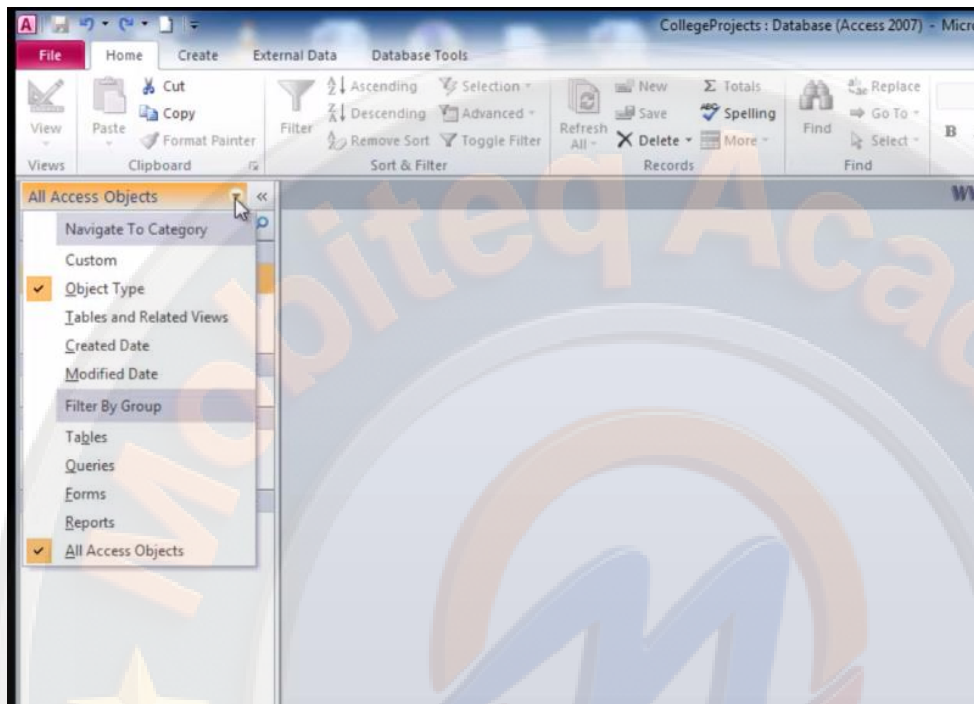 CollegeProjects : Database (Access 2007) - Micro
File Home Create External Data Database Tools
View
Views
Paste
Cut
Copy
Format Painter
Clipboard
Filter
Ascending
Descending
Remove Sort
Selection
Advanced
Toggle Filter
Sort & Filter
Refresh All
New
Save
Delete
Totals
Spelling
More
Records
Find
Replace
Go To
Select
Find
B
All Access Objects
Navigate To Category
Custom
Object Type
Tables and Related Views
Created Date
Modified Date
Filter By Group
Tables
Queries
Forms
Reports
All Access Objects
Mobiteq Acad